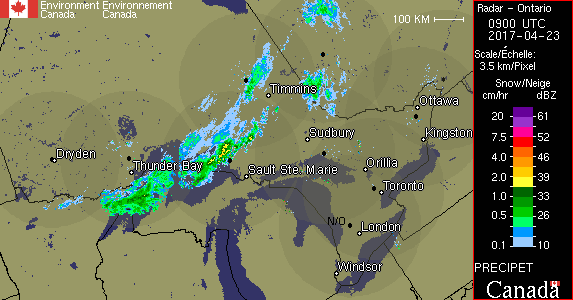 Environment Environnement
Canada Canada
100 KM
Timmins
Ottawa
Sudbury
Kingston
Dryden
Thunder Bay
Sault Ste. Marie
Orillia
Toronto
N/O
London
Windsor
Radar - Ontario
0900 UTC
2017-04-23
Scale/Échelle:
3.5 km/Pixel
Snow/Neige
cm/hr dBZ
20 61
7.5 57
5.5 52
4.0 46
2.0 39
1.0 33
0.5 26
0.1 10
PRECIPET
Canada